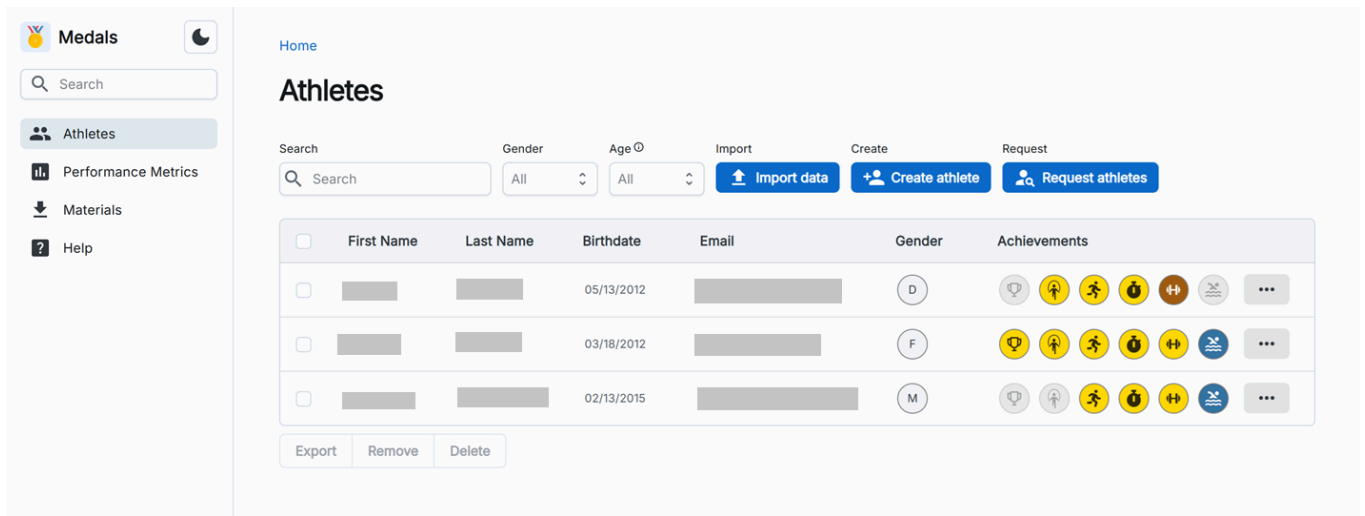 Medals
Search
Athletes
Performance Metrics
Materials
Help
Home
Athletes
Search Gender Age Import Create Request
Search All All Import data Create athlete Request athletes
First Name Last Name Birthdate Email Gender Achievements
05/13/2012 D
03/18/2012 F
02/13/2015 M
Export Remove Delete